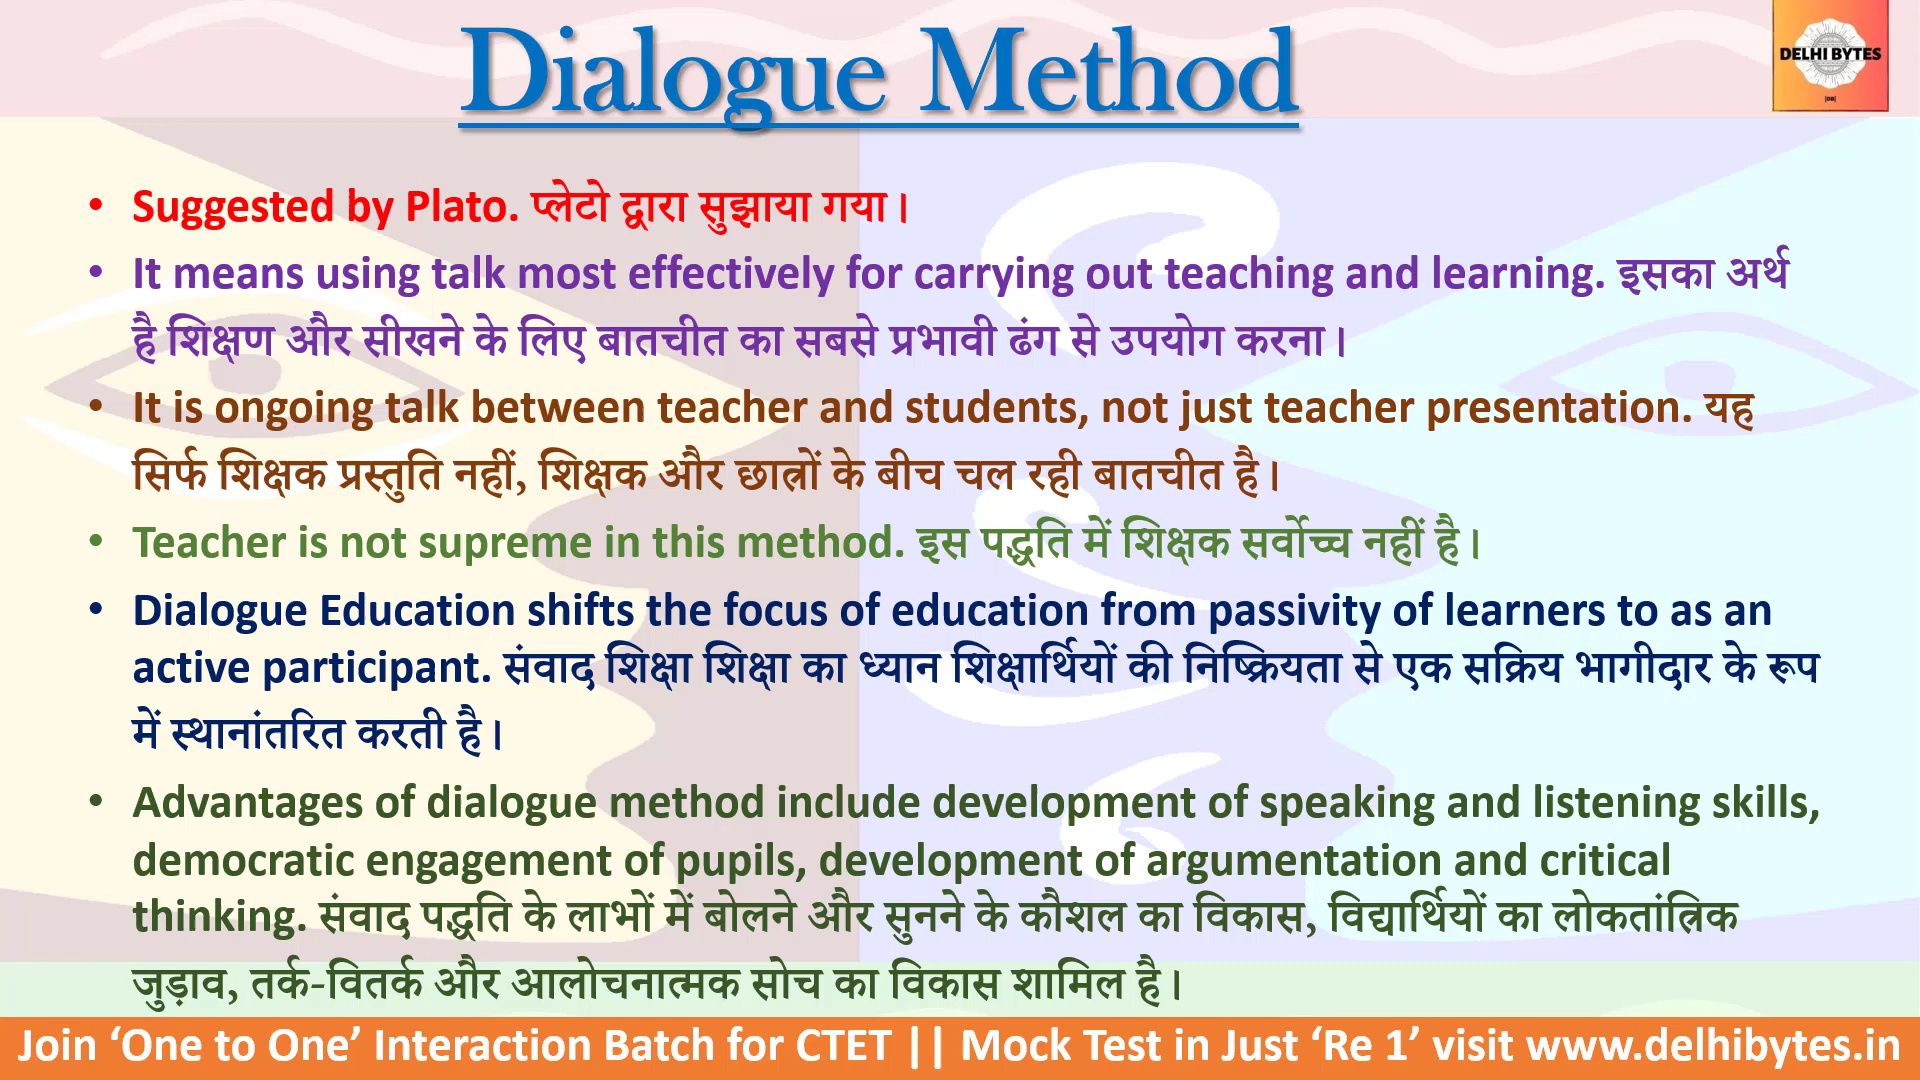 Dialogue Method
DELHI BYTES
|DB|
• Suggested by Plato. प्लेटो द्वारा सुझाया गया।
• It means using talk most effectively for carrying out teaching and learning. इसका अर्थ
है शिक्षण और सीखने के लिए बातचीत का सबसे प्रभावी ढंग से उपयोग करना।
• It is ongoing talk between teacher and students, not just teacher presentation. यह
सिर्फ शिक्षक प्रस्तुति नहीं, शिक्षक और छात्रों के बीच चल रही बातचीत है।
• Teacher is not supreme in this method. इस पद्धति में शिक्षक सर्वोच्च नहीं है।
• Dialogue Education shifts the focus of education from passivity of learners to as an
active participant. संवाद शिक्षा शिक्षा का ध्यान शिक्षार्थियों की निष्क्रियता से एक सक्रिय भागीदार के रूप
में स्थानांतरित करती है।
• Advantages of dialogue method include development of speaking and listening skills,
democratic engagement of pupils, development of argumentation and critical
thinking. संवाद पद्धति के लाभों में बोलने और सुनने के कौशल का विकास, विद्यार्थियों का लोकतांत्रिक
जुड़ाव, तर्क-वितर्क और आलोचनात्मक सोच का विकास शामिल है।
Join ‘One to One’ Interaction Batch for CTET || Mock Test in Just ‘Re 1’ visit www.delhibytes.in